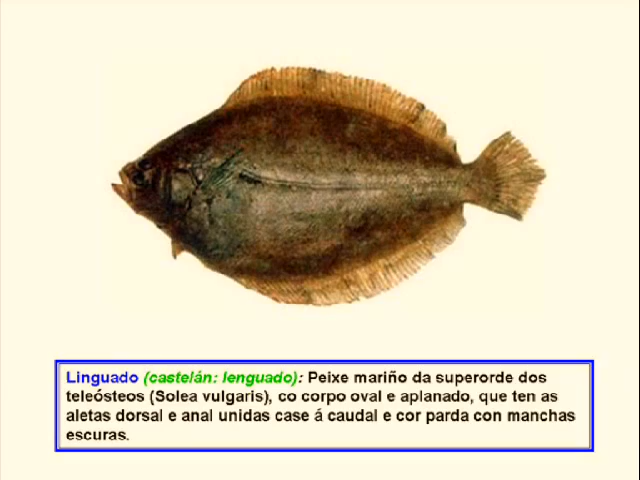 Linguado (castelán: lenguado): Peixe mariño da superorde dos
teleósteos (Solea vulgaris), co corpo oval e aplanado, que ten as
aletas dorsal e anal unidas case á caudal e cor parda con manchas
escuras.